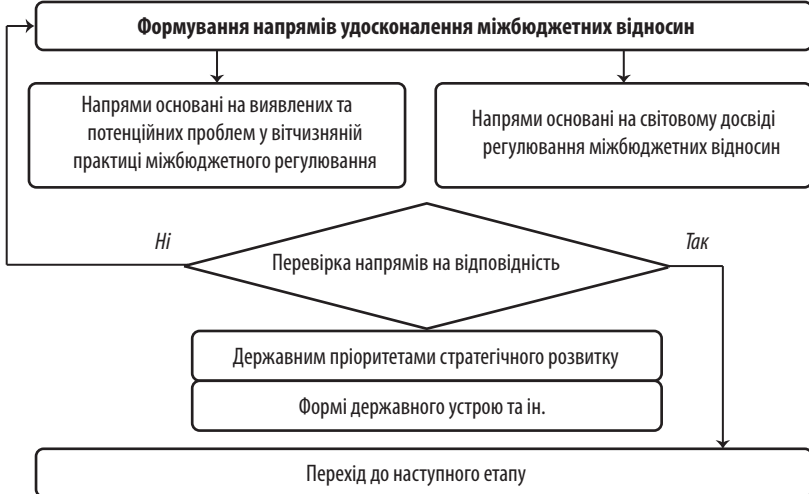 Формування напрямів удосконалення міжбюджетних відносин
Напрями основані на виявлених та
потенційних проблем у вітчизняній
практиці міжбюджетного регулювання
Напрями основані на світовому досвіді
регулювання міжбюджетних відносин
Ні
Перевірка напрямів на відповідність
Так
Державним пріоритетами стратегічного розвитку
Формі державного устрою та ін.
Перехід до наступного етапу